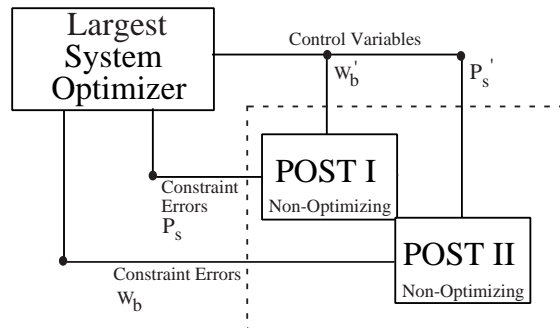 Largest
System
Optimizer
Control Variables
W_b'
P_s'
POST I
Non-Optimizing
Constraint
Errors
P_s
POST II
Non-Optimizing
Constraint Errors
W_b